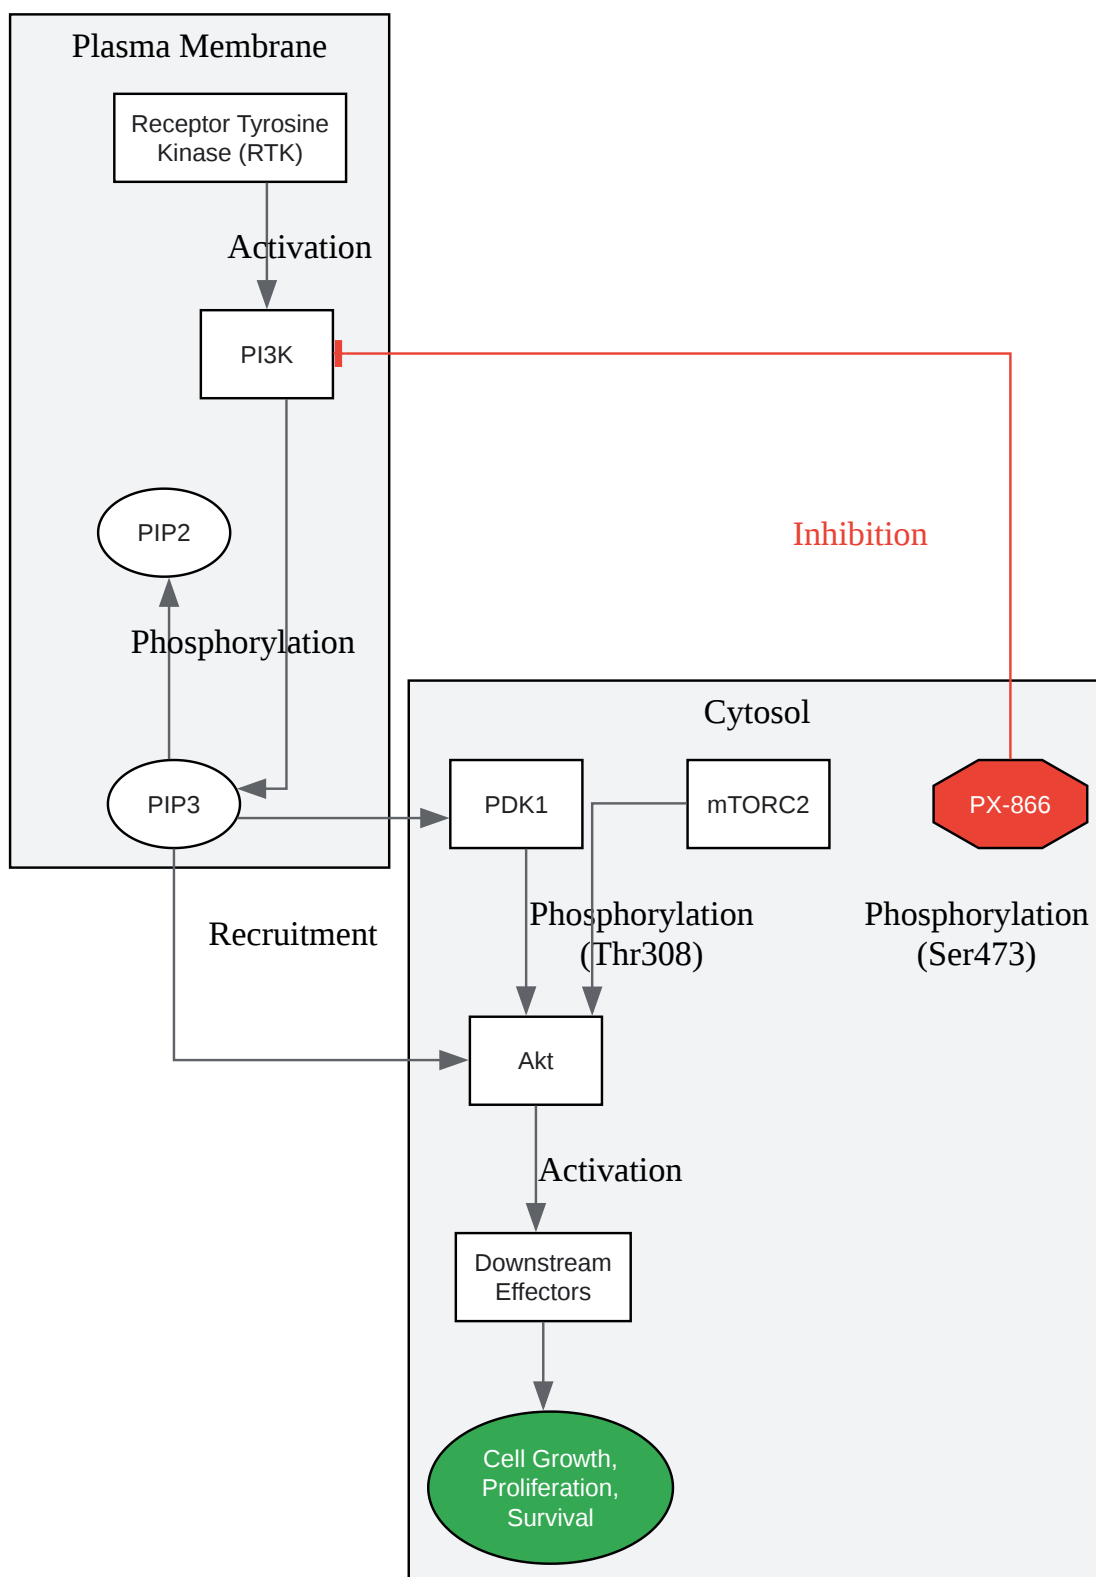 Plasma Membrane
Receptor Tyrosine
Kinase (RTK)
Activation
PI3K
PIP2
Inhibition
Phosphorylation
Cytosol
PIP3
PDK1
mTORC2
PX-866
Recruitment
Phosphorylation
(Thr308)
Phosphorylation
(Ser473)
Akt
Activation
Downstream
Effectors
Cell Growth,
Proliferation,
Survival